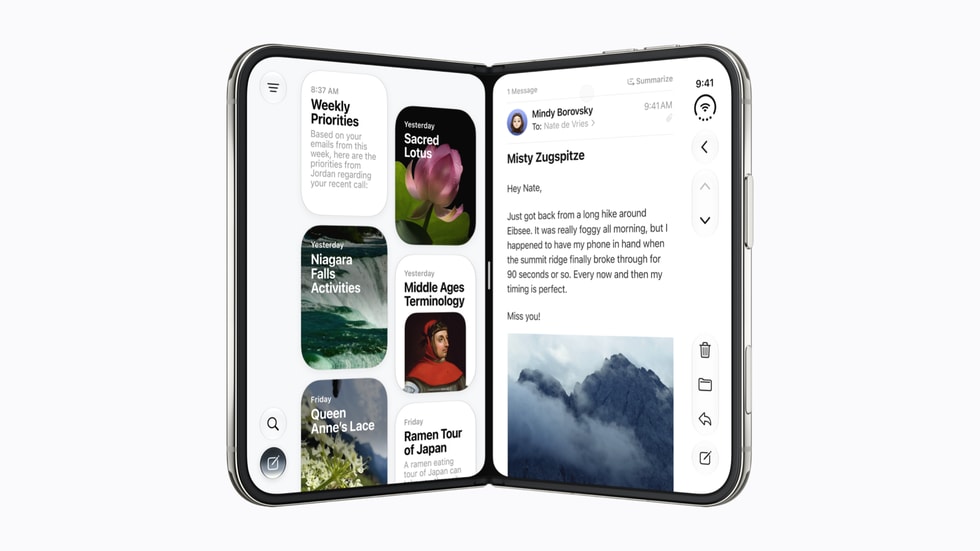 8:37 AM
Weekly
Priorities
Based on your
emails from this
week, here are the
priorities from
Jordan regarding
your recent call:
Yesterday
Sacred
Lotus
Yesterday
Niagara
Falls
Activities
Yesterday
Middle Ages
Terminology
Friday
Queen
Anne's Lace
Friday
Ramen Tour
of Japan
A ramen eating
tour of Japan can
1 Message
Summarize
9:41
Mindy Borovsky
9:41 AM
To: Nate de Vries
Misty Zugspitze
Hey Nate,
Just got back from a long hike around
Eibsee. It was really foggy all morning, but I
happened to have my phone in hand when
the summit ridge finally broke through for
90 seconds or so. Every now and then my
timing is perfect.
Miss you!